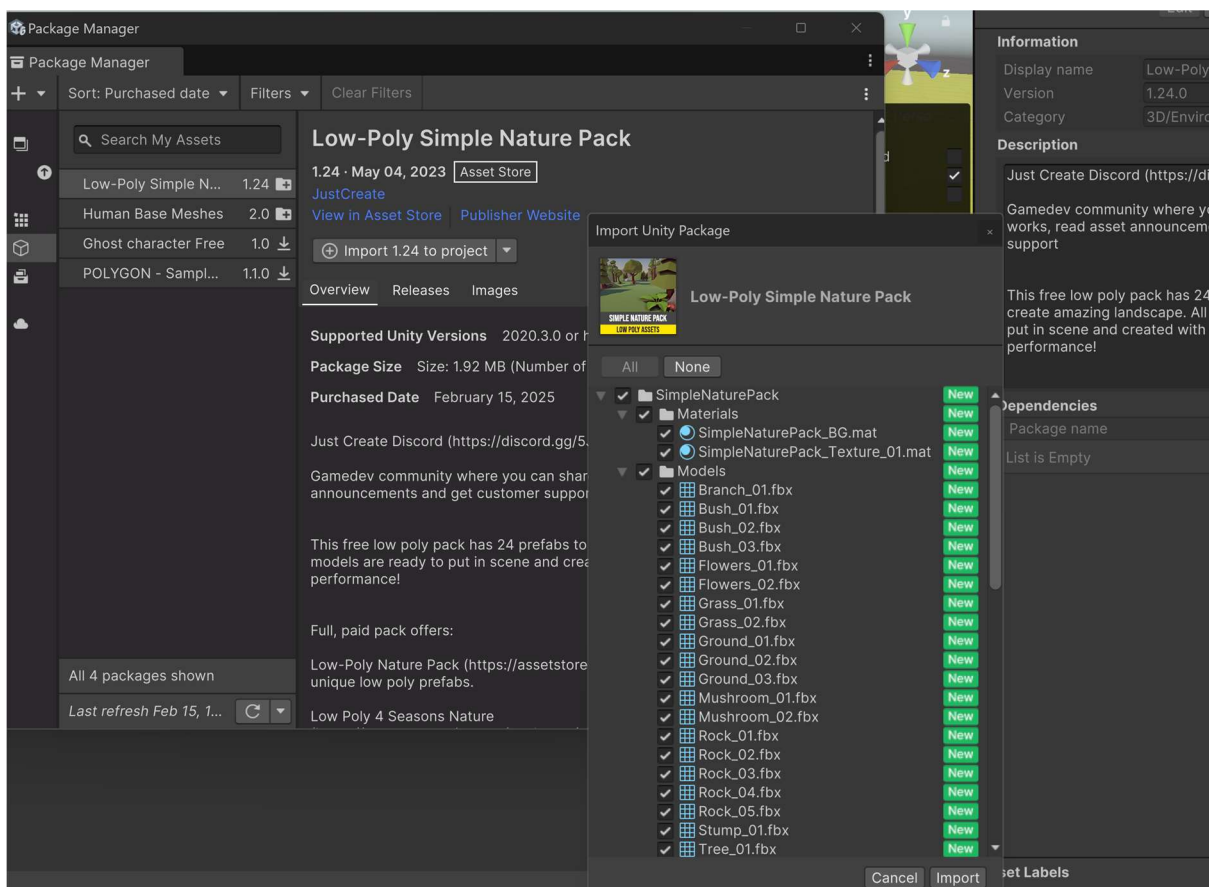 Package Manager
Package Manager
Sort: Purchased date
Filters
Clear Filters
Search My Assets
Low-Poly Simple N... 1.24
Human Base Meshes 2.0
Ghost character Free 1.0
POLYGON - Sampl... 1.1.0
All 4 packages shown
Last refresh Feb 15, 1...
Low-Poly Simple Nature Pack
1.24 · May 04, 2023 Asset Store
JustCreate
View in Asset Store Publisher Website
Import 1.24 to project
Overview Releases Images
Supported Unity Versions 2020.3.0 or
Package Size Size: 1.92 MB (Number of
Purchased Date February 15, 2025
Just Create Discord (https://discord.gg/5
Gamedev community where you can shar
announcements and get customer suppor
This free low poly pack has 24 prefabs to
models are ready to put in scene and crea
performance!
Full, paid pack offers:
Low-Poly Nature Pack (https://assetstore
unique low poly prefabs.
Low Poly 4 Seasons Nature
y
z
Import Unity Package
SIMPLE NATURE PACK
LOW POLY ASSETS
Low-Poly Simple Nature Pack
All None
SimpleNaturePack New
Materials New
SimpleNaturePack_BG.mat New
SimpleNaturePack_Texture_01.mat New
Models New
Branch_01.fbx New
Bush_01.fbx New
Bush_02.fbx New
Bush_03.fbx New
Flowers_01.fbx New
Flowers_02.fbx New
Grass_01.fbx New
Grass_02.fbx New
Ground_01.fbx New
Ground_02.fbx New
Ground_03.fbx New
Mushroom_01.fbx New
Mushroom_02.fbx New
Rock_01.fbx New
Rock_02.fbx New
Rock_03.fbx New
Rock_04.fbx New
Rock_05.fbx New
Stump_01.fbx New
Tree_01.fbx New
Cancel Import
Information
Display name Low-Poly
Version 1.24.0
Category 3D/Enviro
Description
Just Create Discord (https://di
Gamedev community where yo
works, read asset announcem
support
This free low poly pack has 24
create amazing landscape. All
put in scene and created with
performance!
Dependencies
Package name
List is Empty
set Labels